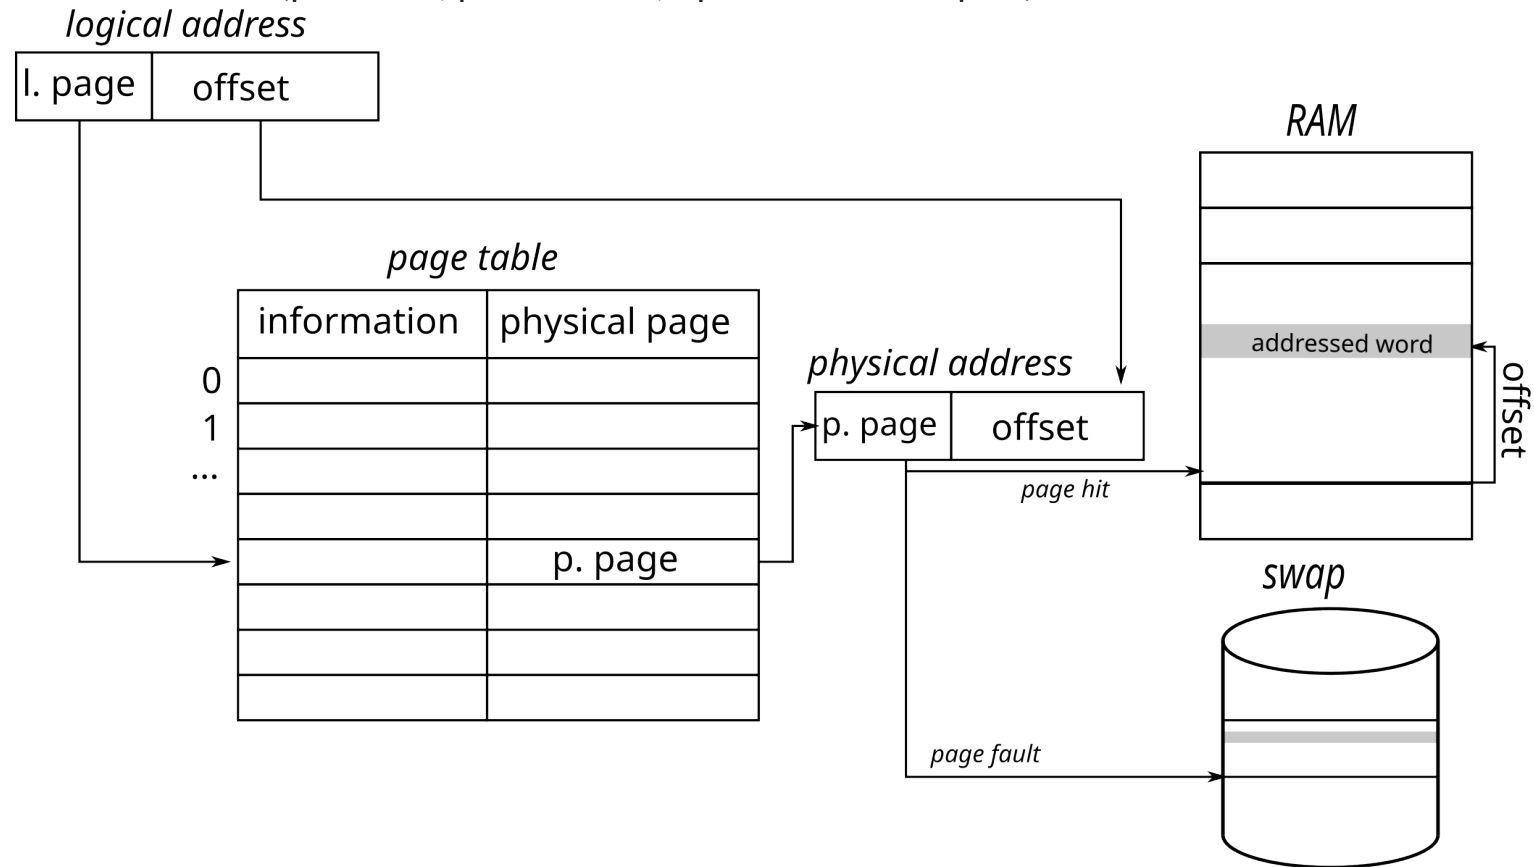 logical address
l. page offset
RAM
page table
information physical page
addressed word
0
physical address
offset
1
p. page offset
...
page hit
p. page
swap
page fault